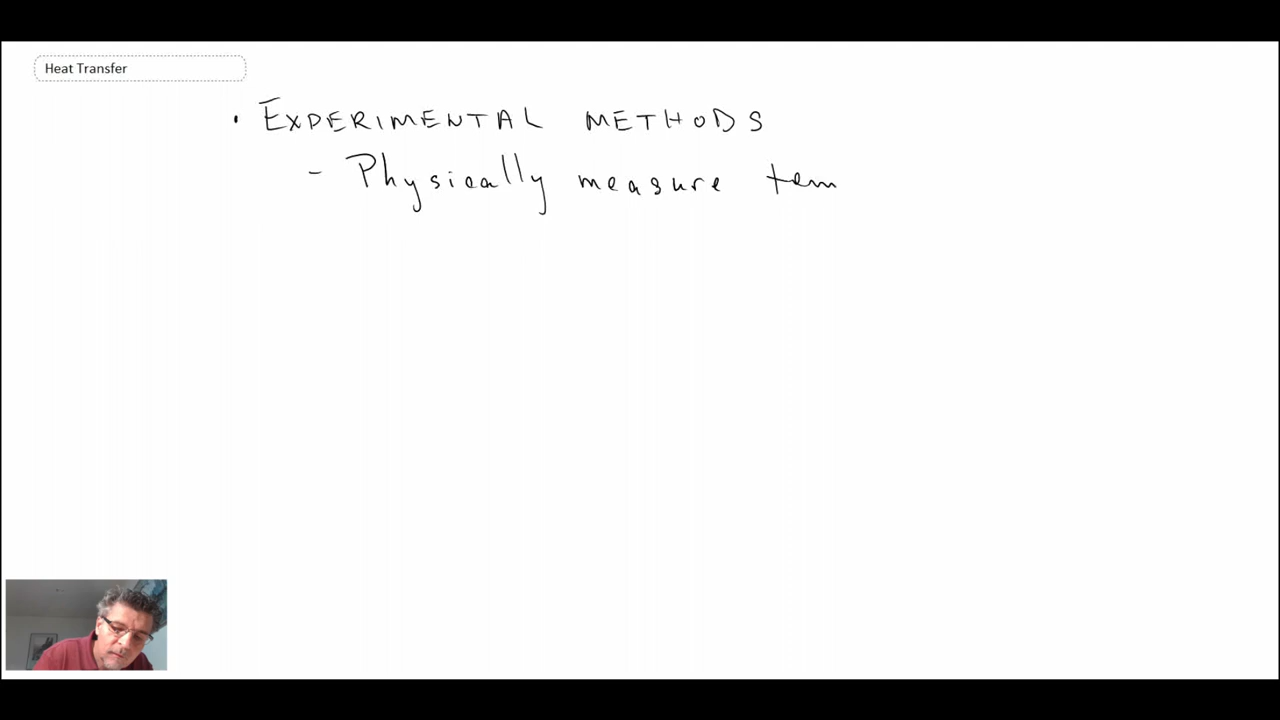 Heat Transfer
• EXPERIMENTAL METHODS
- Physically measure tem